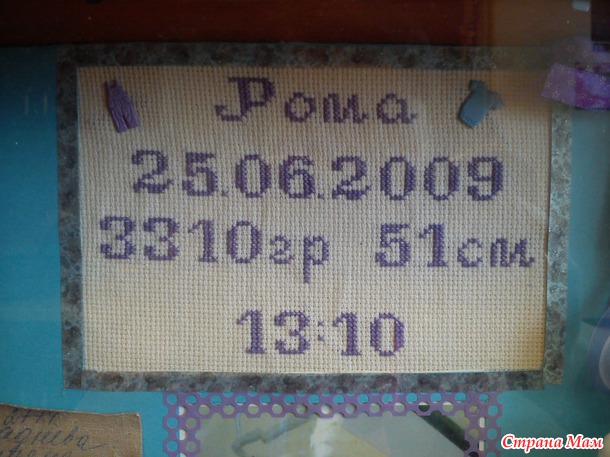 Рома
25.06.2009
3310гр 51см
13:10
Страна Мам